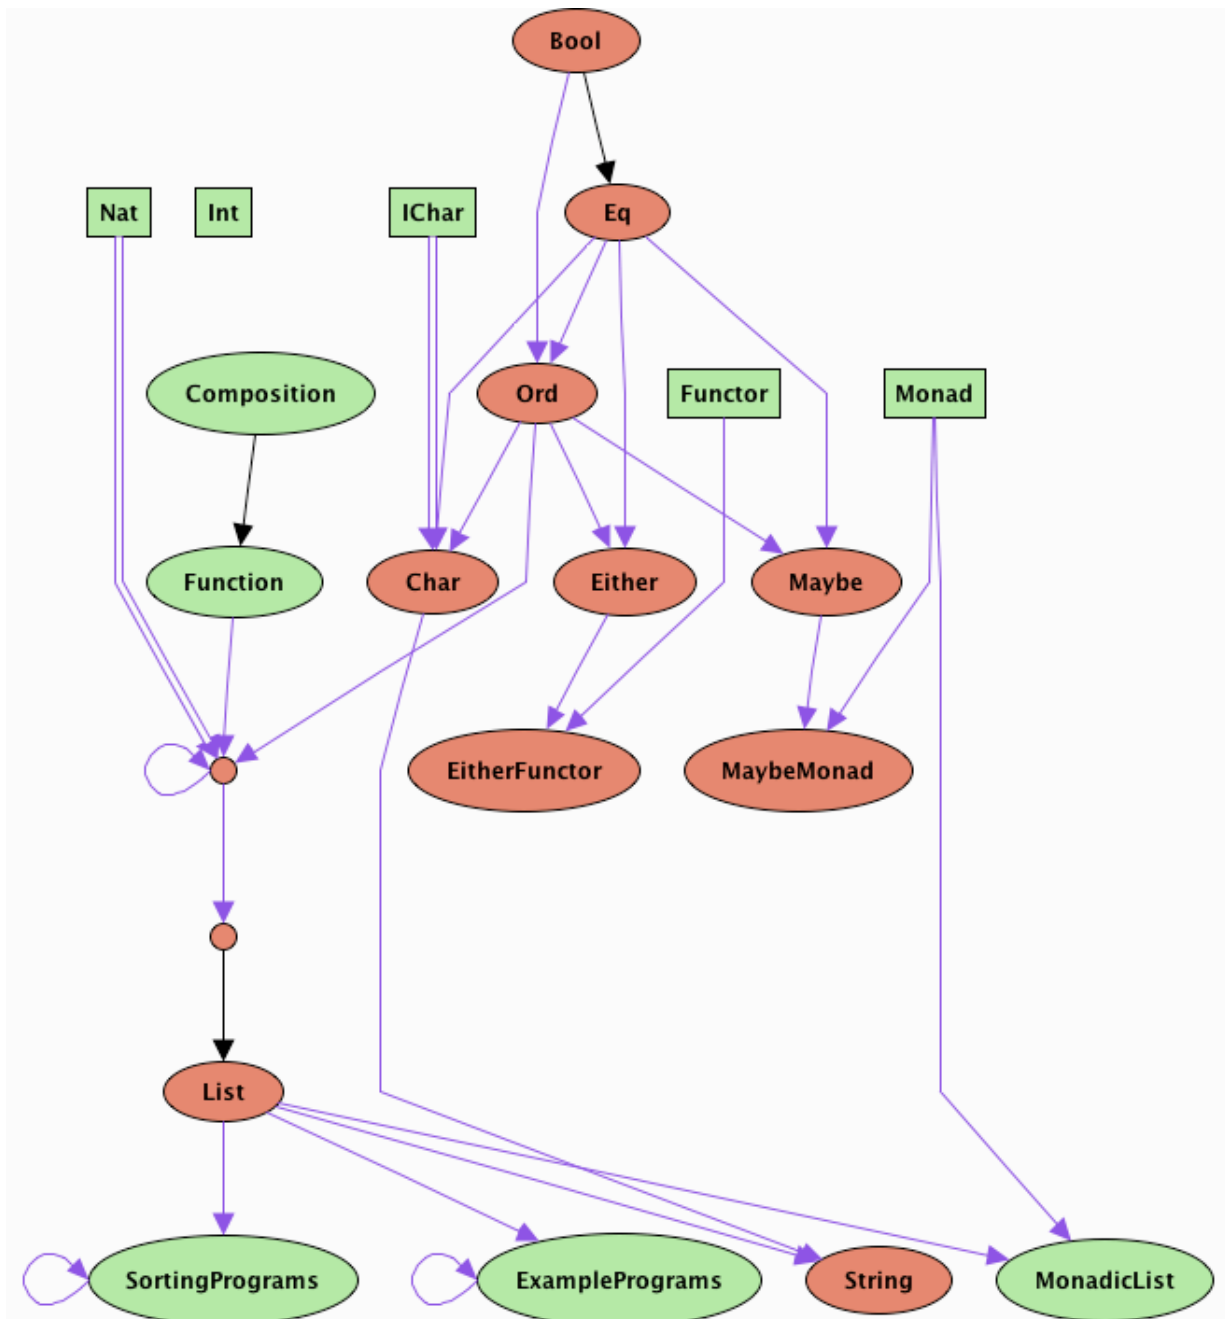 Bool
Nat
Int
IChar
Eq
Composition
Ord
Functor
Monad
Function
Char
Either
Maybe
EitherFunctor
MaybeMonad
List
SortingPrograms
ExamplePrograms
String
MonadicList